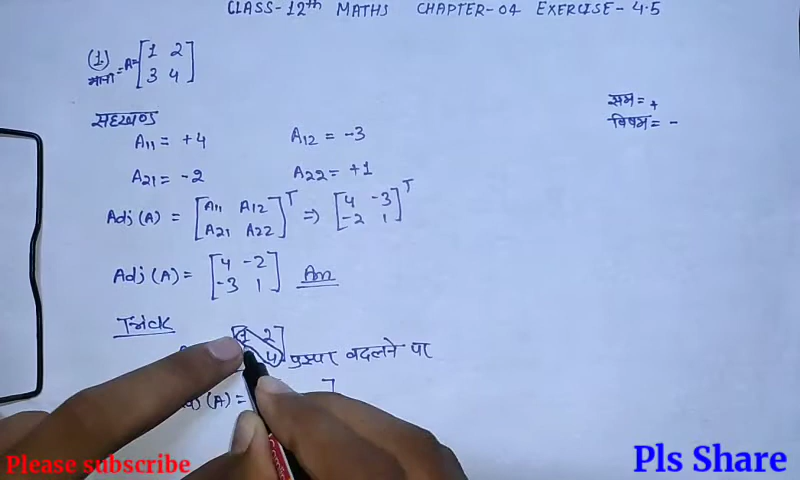 CLASS-12th MATHS CHAPTER-04 EXERCISE-4.5
(1)
माना = A = [1 2
3 4]
सहखण्ड
सम = +
विषम = -
A11 = +4 A12 = -3
A21 = -2 A22 = +1
Adj(A) = [A11 A12
A21 A22]T ⇒ [4 -3
-2 1]T
Adj(A) = [4 -2
-3 1] Ans
Trick
2
4] परस्पर बदलने पर
(A) =
Please subscribe
Pls Share